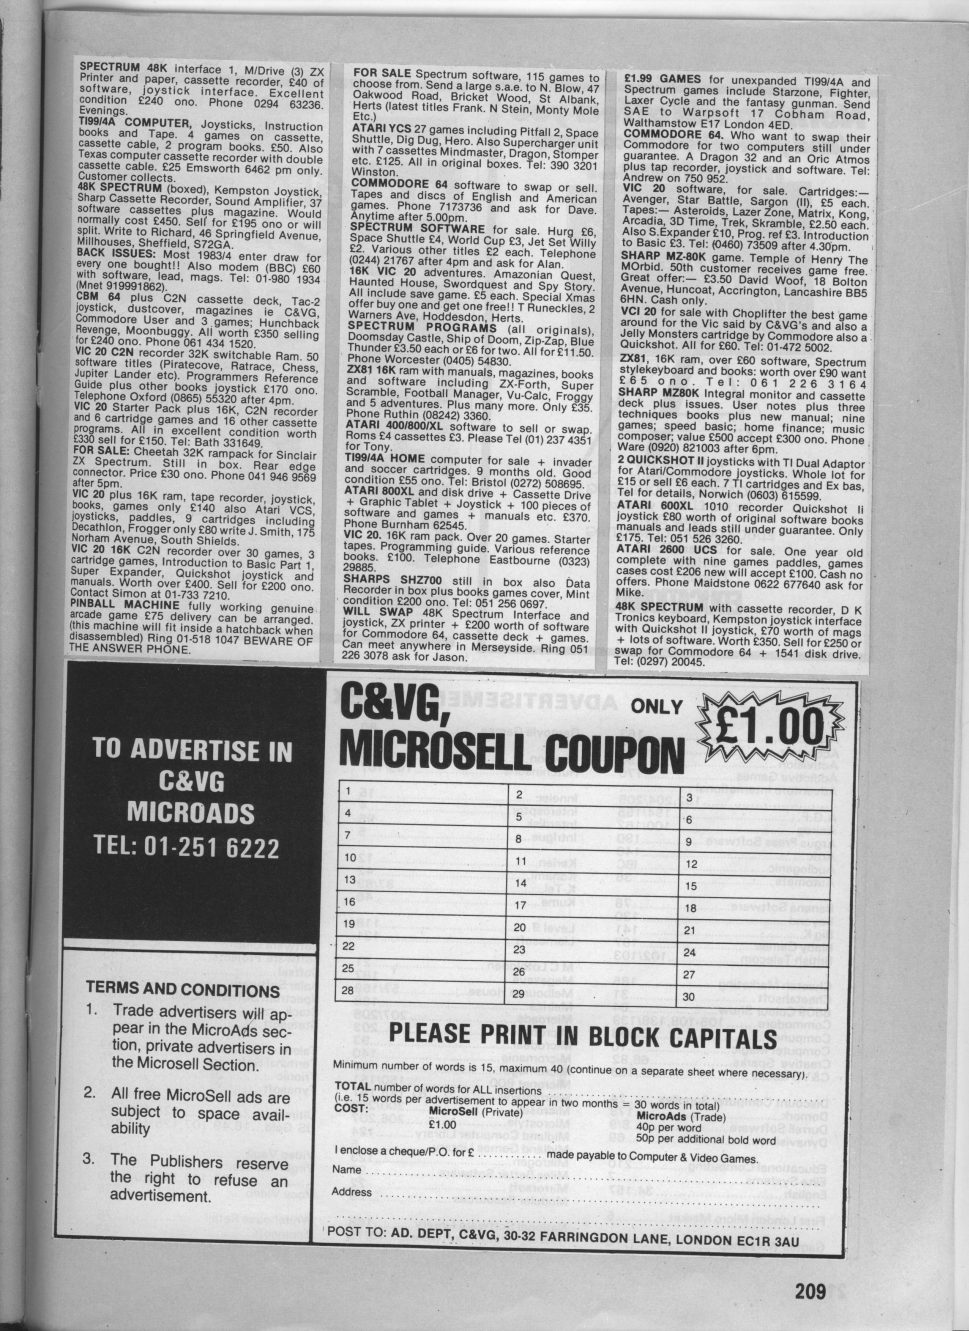 SPECTRUM 48K interface 1, M/Drive (3) ZX
Printer and paper, cassette recorder, £40 of
software, joystick interface. Excellent
condition £240 ono. Phone 0294 63236.
Evenings.
TI99/4A COMPUTER, Joysticks, Instruction
books and Tape. 4 games on cassette,
cassette cable, 2 program books. £50. Also
Texas computer cassette recorder with double
cassette cable. £25 Emsworth 6462 pm only.
Customer collects.
48K SPECTRUM (boxed), Kempston Joystick,
Sharp Cassette Recorder, Sound Amplifier, 37
software cassettes plus magazine. Would
normally cost £450. Self for £195 ono or will
split. Write to Richard, 46 Springfield Avenue,
Millhouses, Sheffield, S72GA.
BACK ISSUES: Most 1983/4 enter draw for
every one bought!! Also modem (BBC) £60
with software, lead, mags. Tel: 01-980 1934
(Mnet 919991862).
CBM 64 plus C2N cassette deck, Tac-2
joystick, dustcover, magazines ie C&VG,
Commodore User and 3 games; Hunchback
Revenge, Moonbuggy. All worth £350 selling
for £240 ono. Phone 061 434 1520.
VIC 20 C2N recorder 32K switchable Ram. 50
software titles (Piratecove, Ratrace, Chess,
Jupiter Lander etc). Programmers Reference
Guide plus other books joystick £170 ono.
Telephone Oxford (0865) 55320 after 4pm.
VIC 20 Starter Pack plus 16K, C2N recorder
and 6 cartridge games and 16 other cassette
programs. All in excellent condition worth
£330 sell for £150. Tel: Bath 331649.
FOR SALE: Cheetah 32K rampack for Sinclair
ZX Spectrum. Still in box. Rear edge
connector. Price £30 ono. Phone 041 946 9569
after 5pm.
VIC 20 plus 16K ram, tape recorder, joystick,
books, games only £140 also Atari VCS,
joysticks, paddles, 9 cartridges including
Decathlon, Frogger only £80 write J. Smith, 175
Norham Avenue, South Shields.
VIC 20 16K C2N recorder over 30 games, 3
cartridge games, Introduction to Basic Part 1,
Super Expander, Quickshot joystick and
manuals. Worth over £400. Sell for £200 ono.
Contact Simon at 01-733 7210.
PINBALL MACHINE fully working genuine
arcade game £75 delivery can be arranged.
(this machine will fit inside a hatchback when
disassembled) Ring 01-518 1047 BEWARE OF
THE ANSWER PHONE.
FOR SALE Spectrum software, 115 games to
choose from. Send a large s.a.e. to N. Blow, 47
Oakwood Road, Bricket Wood, St Albank,
Herts (latest titles Frank. N Stein, Monty Mole
Etc.)
ATARI YCS 27 games including Pitfall 2, Space
Shuttle, Dig Dug, Hero. Also Supercharger unit
with 7 cassettes Mindmaster, Dragon, Stomper
etc. £125. All in original boxes. Tel: 390 3201
Winston.
COMMODORE 64 software to swap or sell.
Tapes and discs of English and American
games. Phone 7173736 and ask for Dave.
Anytime after 5.00pm.
SPECTRUM SOFTWARE for sale. Hurg £6,
Space Shuttle £4, World Cup £3, Jet Set Willy
£2. Various other titles £2 each. Telephone
(0244) 21767 after 4pm and ask for Alan.
16K VIC 20 adventures. Amazonian Quest,
Haunted House, Swordquest and Spy Story.
All include save game. £5 each. Special Xmas
offer buy one and get one free!! T Runeckles, 2
Warners Ave, Hoddesdon, Herts.
SPECTRUM PROGRAMS (all originals),
Doomsday Castle, Ship of Doom, Zip-Zap, Blue
Thunder £3.50 each or £6 for two. All for £11.50.
Phone Worcester (0405) 54830.
ZX81 16K ram with manuals, magazines, books
and software including ZX-Forth, Super
Scramble, Football Manager, Vu-Calc, Froggy
and 5 adventures. Plus many more. Only £35.
Phone Ruthin (08242) 3360.
ATARI 400/800/XL software to sell or swap.
Roms £4 cassettes £3. Please Tel (01) 237 4351
for Tony.
TI99/4A HOME computer for sale + invader
and soccer cartridges. 9 months old. Good
condition £55 ono. Tel: Bristol (0272) 508695.
ATARI 800XL and disk drive + Cassette Drive
+ Graphic Tablet + Joystick + 100 pieces of
software and games + manuals etc. £370.
Phone Burnham 62545.
VIC 20. 16K ram pack. Over 20 games. Starter
tapes. Programming guide. Various reference
books. £100. Telephone Eastbourne (0323)
29885.
SHARPS SHZ700 still in box also Data
Recorder in box plus books games cover, Mint
condition £200 ono. Tel: 051 256 0697.
WILL SWAP 48K Spectrum Interface and
joystick, ZX printer + £200 worth of software
for Commodore 64, cassette deck + games.
Can meet anywhere in Merseyside. Ring 051
226 3078 ask for Jason.
£1.99 GAMES for unexpanded TI99/4A and
Spectrum games include Starzone, Fighter,
Laxer Cycle and the fantasy gunman. Send
SAE to Warpsoft 17 Cobham Road,
Walthamstow E17 London 4ED.
COMMODORE 64. Who want to swap their
Commodore for two computers still under
guarantee. A Dragon 32 and an Oric Atmos
plus tap recorder, joystick and software. Tel:
Andrew on 750 952.
VIC 20 software, for sale. Cartridges:—
Avenger, Star Battle, Sargon (II), £5 each.
Tapes:— Asteroids, Lazer Zone, Matrix, Kong,
Arcadia, 3D Time, Trek, Skramble, £2.50 each.
Also S.Expander £10, Prog. ref £3. Introduction
to Basic £3. Tel: (0460) 73509 after 4.30pm.
SHARP MZ-80K game. Temple of Henry The
MOrbid. 50th customer receives game free.
Great offer:— £3.50 David Woof, 18 Bolton
Avenue, Huncoat, Accrington, Lancashire BB5
6HN. Cash only.
VCI 20 for sale with Choplifter the best game
around for the Vic said by C&VG's and also a
Jelly Monsters cartridge by Commodore also a
Quickshot. All for £60. Tel: 01-472 5002.
ZX81, 16K ram, over £60 software, Spectrum
stylekeyboard and books: worth over £90 want
£65 ono. Tel: 061 226 3164
SHARP MZ80K Integral monitor and cassette
deck plus issues. User notes plus three
techniques books plus new manual; nine
games; speed basic; home finance; music
composer; value £500 accept £300 ono. Phone
Ware (0920) 821003 after 6pm.
2 QUICKSHOT II joysticks with TI Dual Adaptor
for Atari/Commodore joysticks. Whole lot for
£15 or sell £6 each. 7 TI cartridges and Ex bas,
Tel for details, Norwich (0603) 615599.
ATARI 600XL 1010 recorder Quickshot Ii
joystick £80 worth of original software books
manuals and leads still under guarantee. Only
£175. Tel: 051 526 3260.
ATARI 2600 UCS for sale. One year old
complete with nine games paddles, games
cases cost £206 new will accept £100. Cash no
offers. Phone Maidstone 0622 677640 ask for
Mike.
48K SPECTRUM with cassette recorder, D K
Tronics keyboard, Kempston joystick interface
with Quickshot II joystick, £70 worth of mags
+ lots of software. Worth £350. Sell for £250 or
swap for Commodore 64 + 1541 disk drive.
Tel: (0297) 20045.
TO ADVERTISE IN
C&VG
MICROADS
TEL: 01-251 6222
TERMS AND CONDITIONS
1. Trade advertisers will ap-
pear in the MicroAds sec-
tion, private advertisers in
the Microsell Section.
2. All free MicroSell ads are
subject to space avail-
ability
3. The Publishers reserve
the right to refuse an
advertisement.
C&VG,
MICROSELL COUPON
ONLY
£1.00
1 2 3
4 5 6
7 8 9
10 11 12
13 14 15
16 17 18
19 20 21
22 23 24
25 26 27
28 29 30
PLEASE PRINT IN BLOCK CAPITALS
Minimum number of words is 15, maximum 40 (continue on a separate sheet where necessary).
TOTAL number of words for ALL insertions
(i.e. 15 words per advertisement to appear in two months = 30 words in total)
COST: MicroSell (Private) MicroAds (Trade)
£1.00 40p per word
50p per additional bold word
I enclose a cheque/P.O. for £ ............ made payable to Computer & Video Games.
Name
Address
POST TO: AD. DEPT, C&VG, 30-32 FARRINGDON LANE, LONDON EC1R 3AU
209